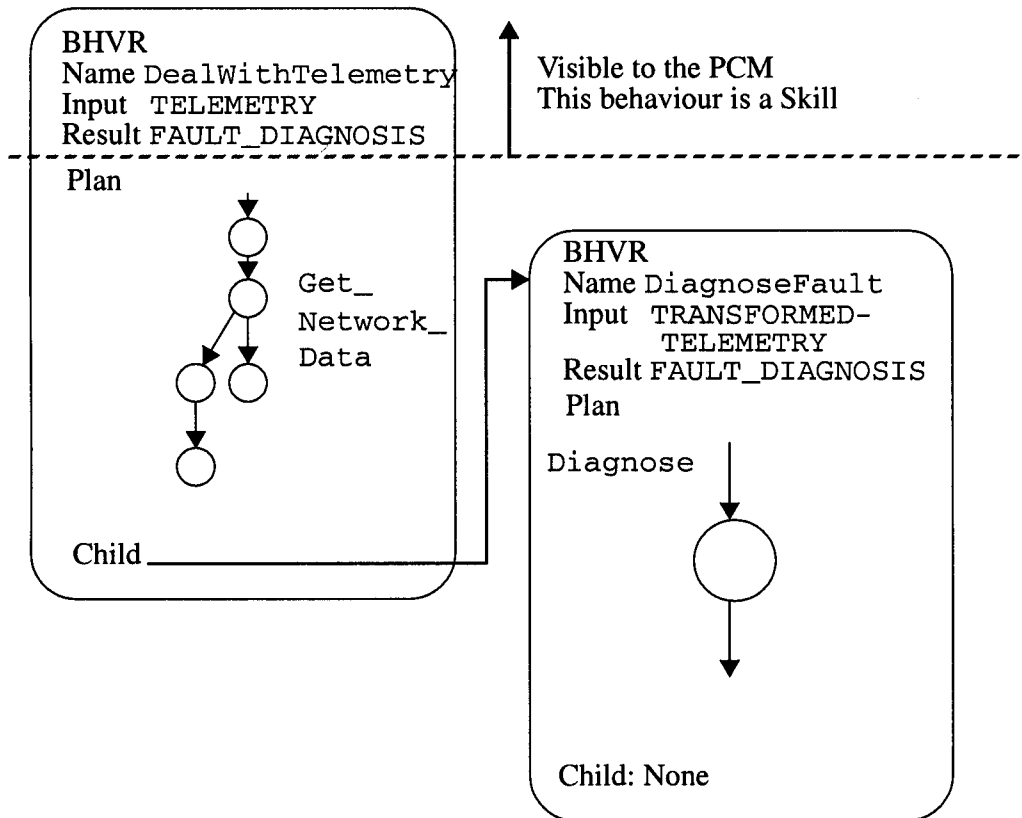 BHVR
Name DealWithTelemetry
Input TELEMETRY
Result FAULT_DIAGNOSIS
Visible to the PCM
This behaviour is a Skill
Plan
Get_
Network_
Data
Child
BHVR
Name DiagnoseFault
Input TRANSFORMED-
TELEMETRY
Result FAULT_DIAGNOSIS
Plan
Diagnose
Child: None